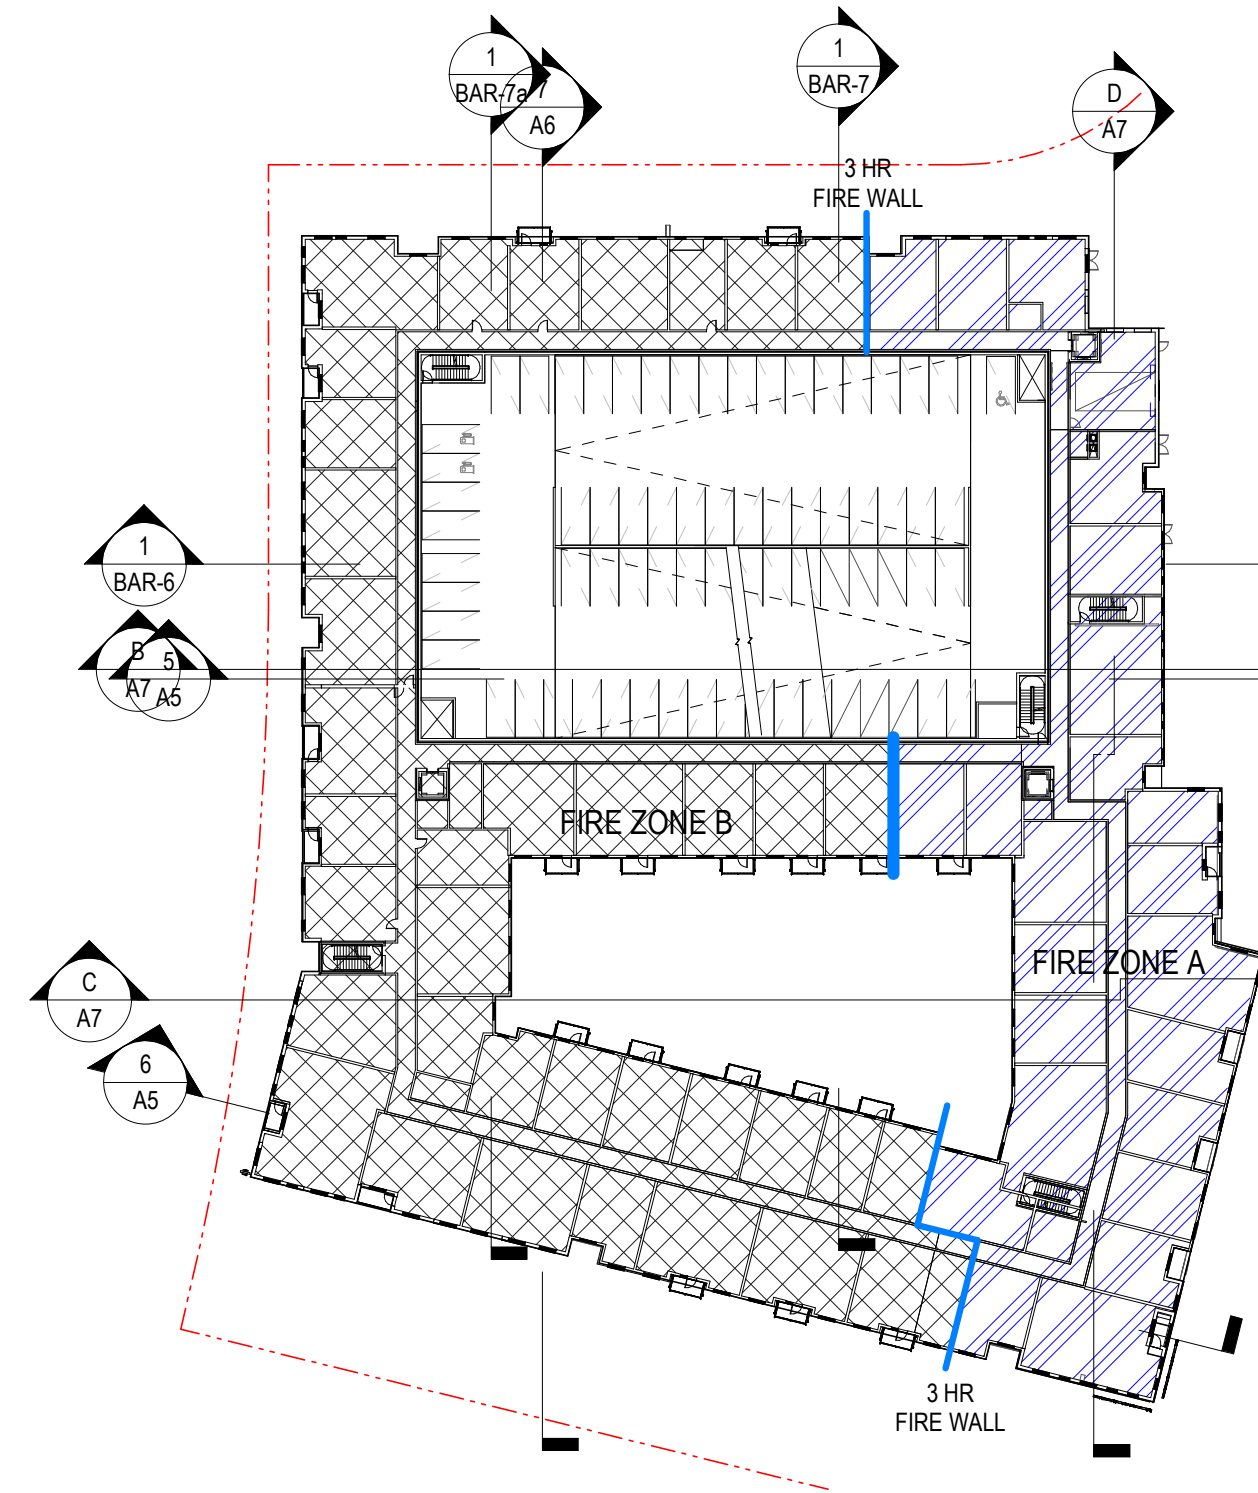 1
BAR-7a
7
A6
1
BAR-7
D
A7
3 HR
FIRE WALL
1
BAR-6
B
A7
5
A5
FIRE ZONE B
FIRE ZONE A
C
A7
6
A5
3 HR
FIRE WALL